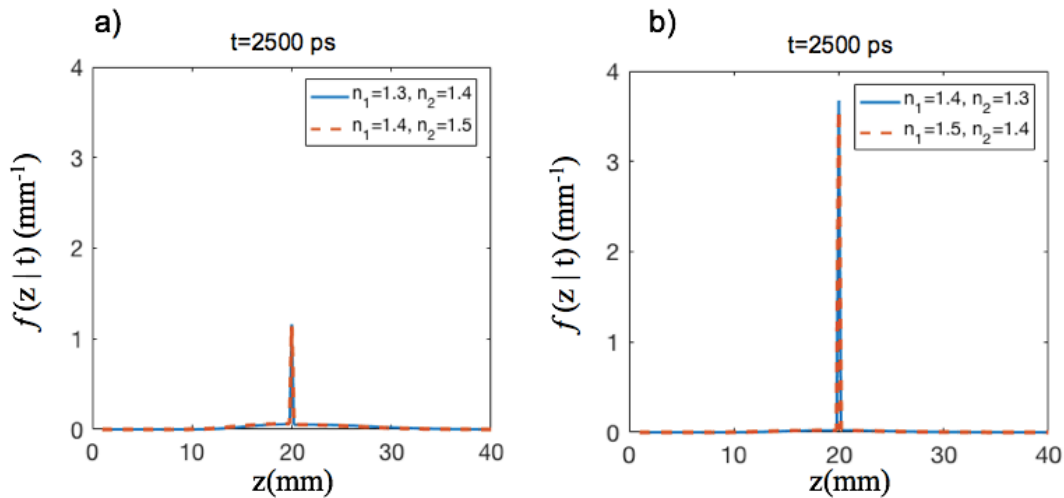 a)
t=2500 ps
4
3
2
1
0
n₁=1.3, n₂=1.4
n₁=1.4, n₂=1.5
f(z | t) (mm⁻¹)
0 10 20 30 40
z(mm)
b)
t=2500 ps
4
3
2
1
0
n₁=1.4, n₂=1.3
n₁=1.5, n₂=1.4
f(z | t) (mm⁻¹)
0 10 20 30 40
z(mm)